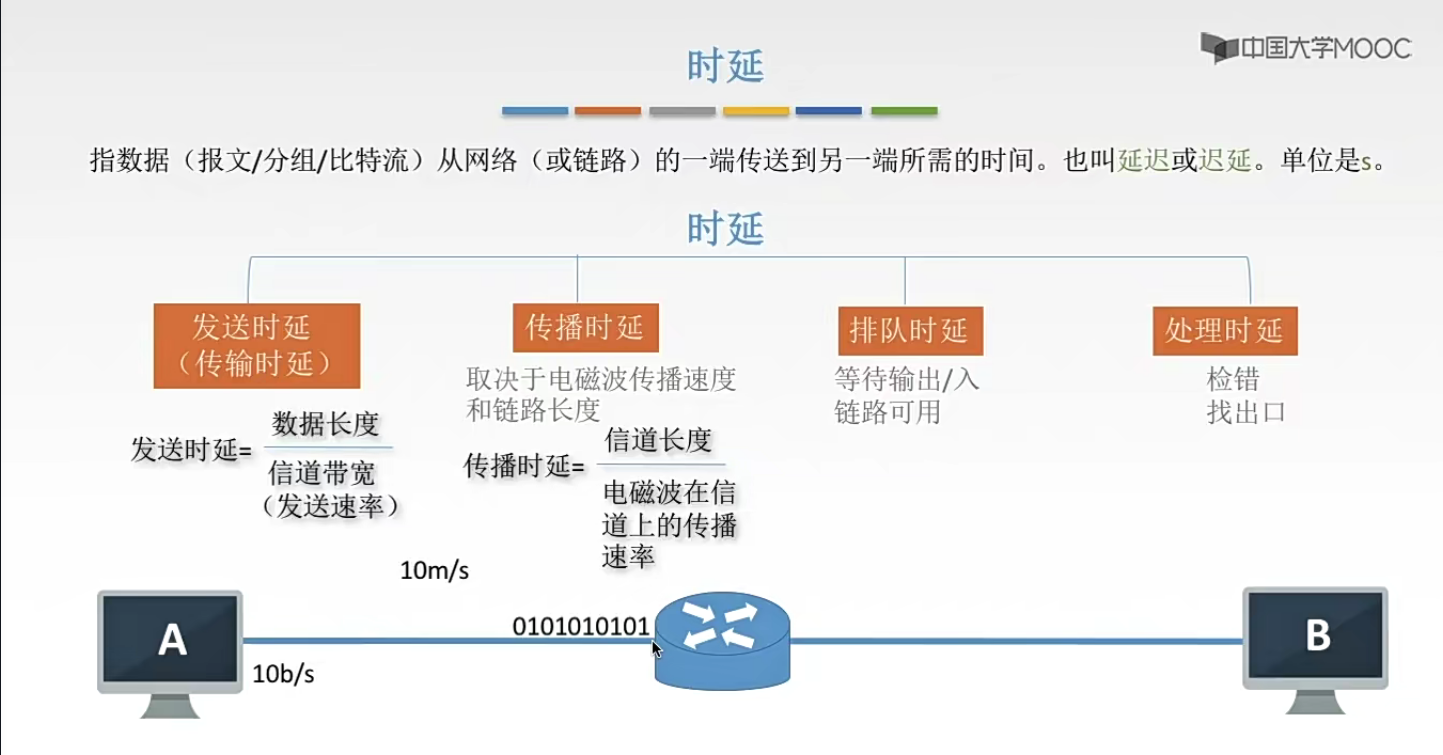 中国大学MOOC
时延
指数据（报文/分组/比特流）从网络（或链路）的一端传送到另一端所需的时间。也叫延迟或迟延。单位是s。
时延
发送时延
（传输时延）
传播时延
排队时延
处理时延
取决于电磁波传播速度
和链路长度
等待输出/入
链路可用
检错
找出口
发送时延=
数据长度
信道带宽
（发送速率）
传播时延=
信道长度
电磁波在信
道上的传播
速率
10m/s
0101010101
A
10b/s
B